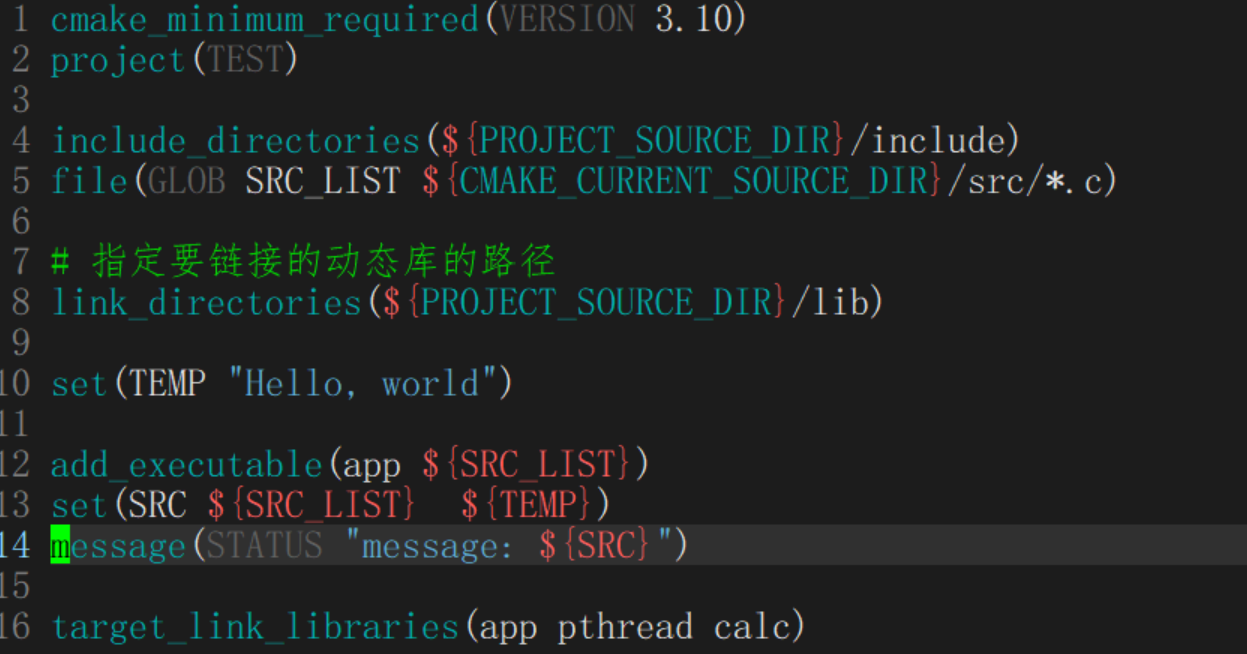 1 cmake_minimum_required(VERSION 3.10)
2 project(TEST)
3
4 include_directories(${PROJECT_SOURCE_DIR}/include)
5 file(GLOB SRC_LIST ${CMAKE_CURRENT_SOURCE_DIR}/src/*.c)
6
7 # 指定要链接的动态库的路径
8 link_directories(${PROJECT_SOURCE_DIR}/lib)
9
10 set(TEMP "Hello, world")
11
12 add_executable(app ${SRC_LIST})
13 set(SRC ${SRC_LIST}  ${TEMP})
14 message(STATUS "message: ${SRC}")
15
16 target_link_libraries(app pthread calc)